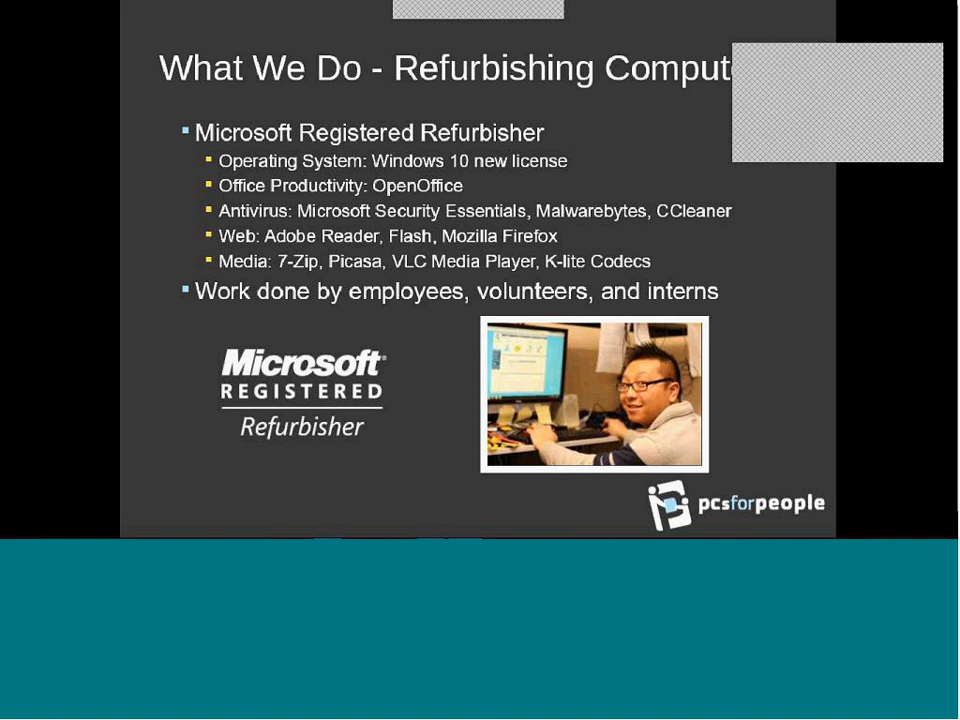 What We Do - Refurbishing
Microsoft Registered Refurbisher
Operating System: Windows 10 new license
Office Productivity: OpenOffice
Antivirus: Microsoft Security Essentials, Malwarebytes, CCleaner
Web: Adobe Reader, Flash, Mozilla Firefox
Media: 7-Zip, Picasa, VLC Media Player, K-lite Codecs
Work done by employees, volunteers, and interns
Microsoft®
REGISTERED
Refurbisher
pcsforpeople